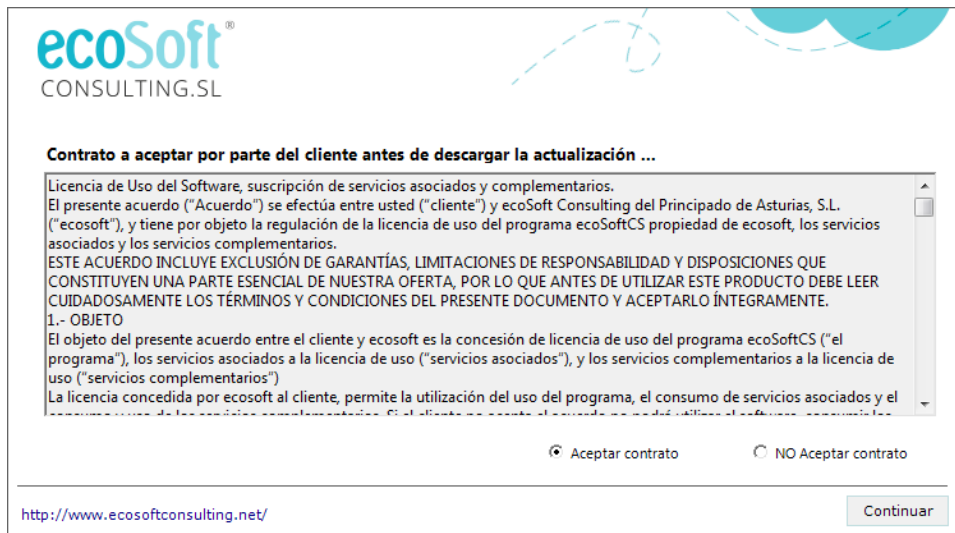 ecoSoft®
CONSULTING.SL
Contrato a aceptar por parte del cliente antes de descargar la actualización ...
Licencia de Uso del Software, suscripción de servicios asociados y complementarios.
El presente acuerdo ("Acuerdo") se efectúa entre usted ("cliente") y ecoSoft Consulting del Principado de Asturias, S.L.
("ecosoft"), y tiene por objeto la regulación de la licencia de uso del programa ecoSoftCS propiedad de ecosoft, los servicios
asociados y los servicios complementarios.
ESTE ACUERDO INCLUYE EXCLUSIÓN DE GARANTÍAS, LIMITACIONES DE RESPONSABILIDAD Y DISPOSICIONES QUE
CONSTITUYEN UNA PARTE ESENCIAL DE NUESTRA OFERTA, POR LO QUE ANTES DE UTILIZAR ESTE PRODUCTO DEBE LEER
CUIDADOSAMENTE LOS TÉRMINOS Y CONDICIONES DEL PRESENTE DOCUMENTO Y ACEPTARLO ÍNTEGRAMENTE.
1.- OBJETO
El objeto del presente acuerdo entre el cliente y ecosoft es la concesión de licencia de uso del programa ecoSoftCS ("el
programa"), los servicios asociados a la licencia de uso ("servicios asociados"), y los servicios complementarios a la licencia de
uso ("servicios complementarios")
La licencia concedida por ecosoft al cliente, permite la utilización del uso del programa, el consumo de servicios asociados y el
Aceptar contrato
NO Aceptar contrato
http://www.ecosoftconsulting.net/
Continuar